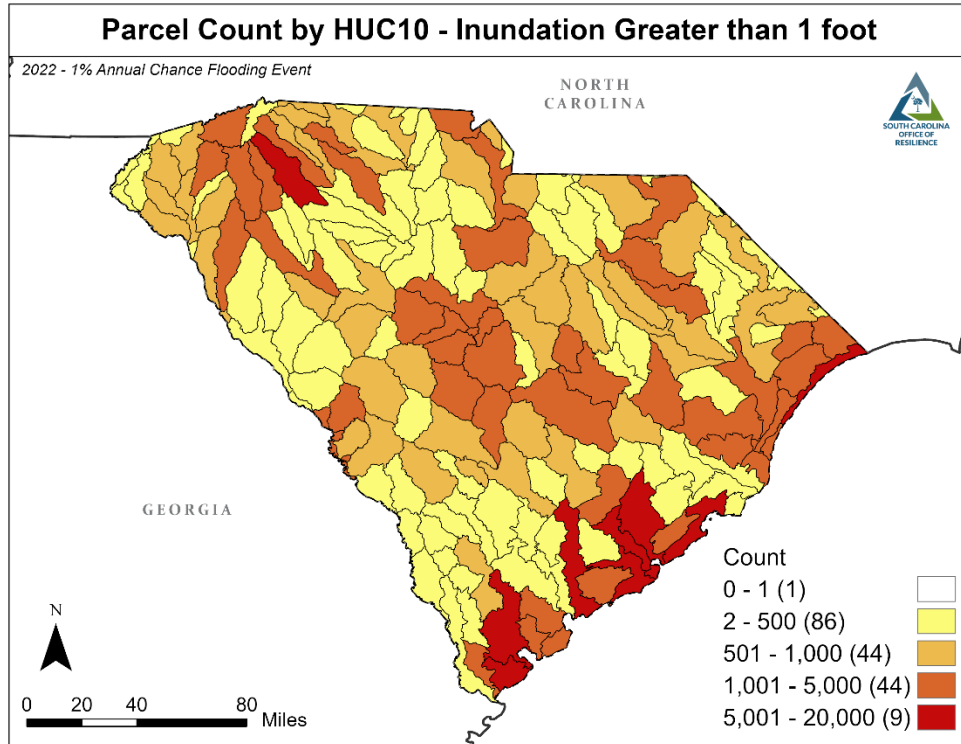 Parcel Count by HUC10 - Inundation Greater than 1 foot
2022 - 1% Annual Chance Flooding Event
NORTH
CAROLINA
SOUTH CAROLINA
OFFICE OF
RESILIENCE
GEORGIA
Count
0 - 1 (1)
2 - 500 (86)
501 - 1,000 (44)
1,001 - 5,000 (44)
5,001 - 20,000 (9)
N
0 20 40 80
Miles